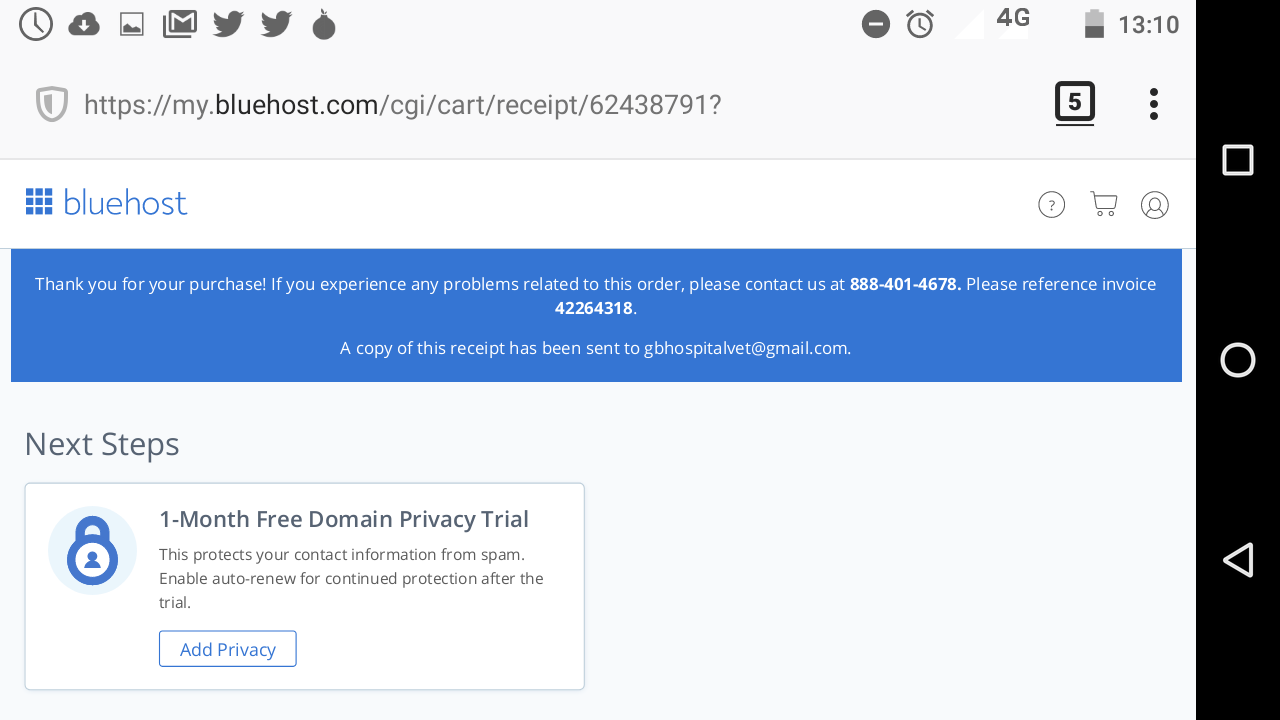 4G
13:10
https://my.bluehost.com/cgi/cart/receipt/62438791?
5
bluehost
?
Thank you for your purchase! If you experience any problems related to this order, please contact us at 888-401-4678. Please reference invoice
42264318.
A copy of this receipt has been sent to gbhospitalvet@gmail.com.
Next Steps
1-Month Free Domain Privacy Trial
This protects your contact information from spam.
Enable auto-renew for continued protection after the
trial.
Add Privacy